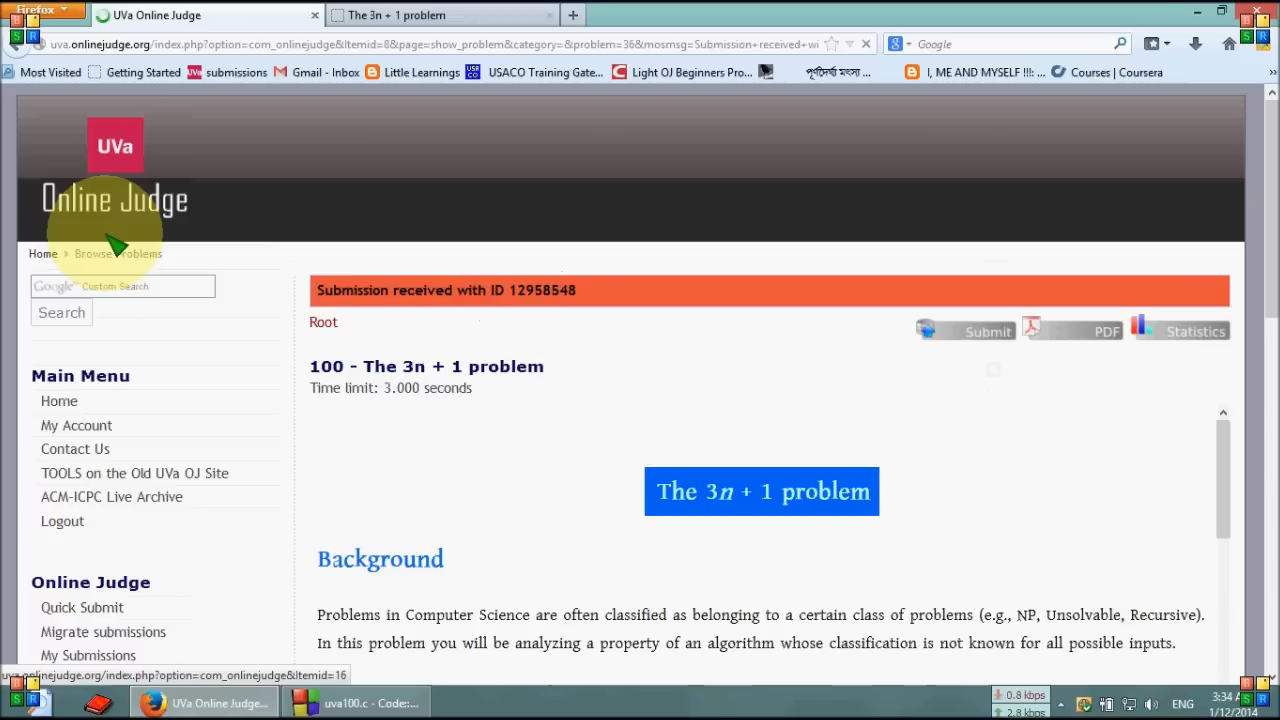 Firefox
UVa Online Judge
The 3n + 1 problem
uva.onlinejudge.org/index.php?option=com_onlinejudge&Itemid=8&page=show_problem&category=&problem=36&mosmsg=Submission+received+wi
Google
Most Visited
Getting Started
submissions
Gmail - Inbox
Little Learnings
USACO Training Gate...
Light OJ Beginners Pro...
পূর্ণদৈর্ঘ্য মৎস্য ...
I, ME AND MYSELF !!!: ...
Courses | Coursera
UVa
Online Judge
Home
Browse Problems
Google Custom Search
Search
Submission received with ID 12958548
Root
Submit
PDF
Statistics
100 - The 3n + 1 problem
Time limit: 3.000 seconds
Main Menu
Home
My Account
Contact Us
TOOLS on the Old UVa OJ Site
ACM-ICPC Live Archive
Logout
The 3n + 1 problem
Background
Online Judge
Quick Submit
Migrate submissions
My Submissions
Problems in Computer Science are often classified as belonging to a certain class of problems (e.g., NP, Unsolvable, Recursive).
In this problem you will be analyzing a property of an algorithm whose classification is not known for all possible inputs.
uva.onlinejudge.org/index.php?option=com_onlinejudge&Itemid=16
UVa Online Judge...
uva100.c - Code::...
0.8 kbps
2.8 kbps
ENG
3:34
1/12/2014